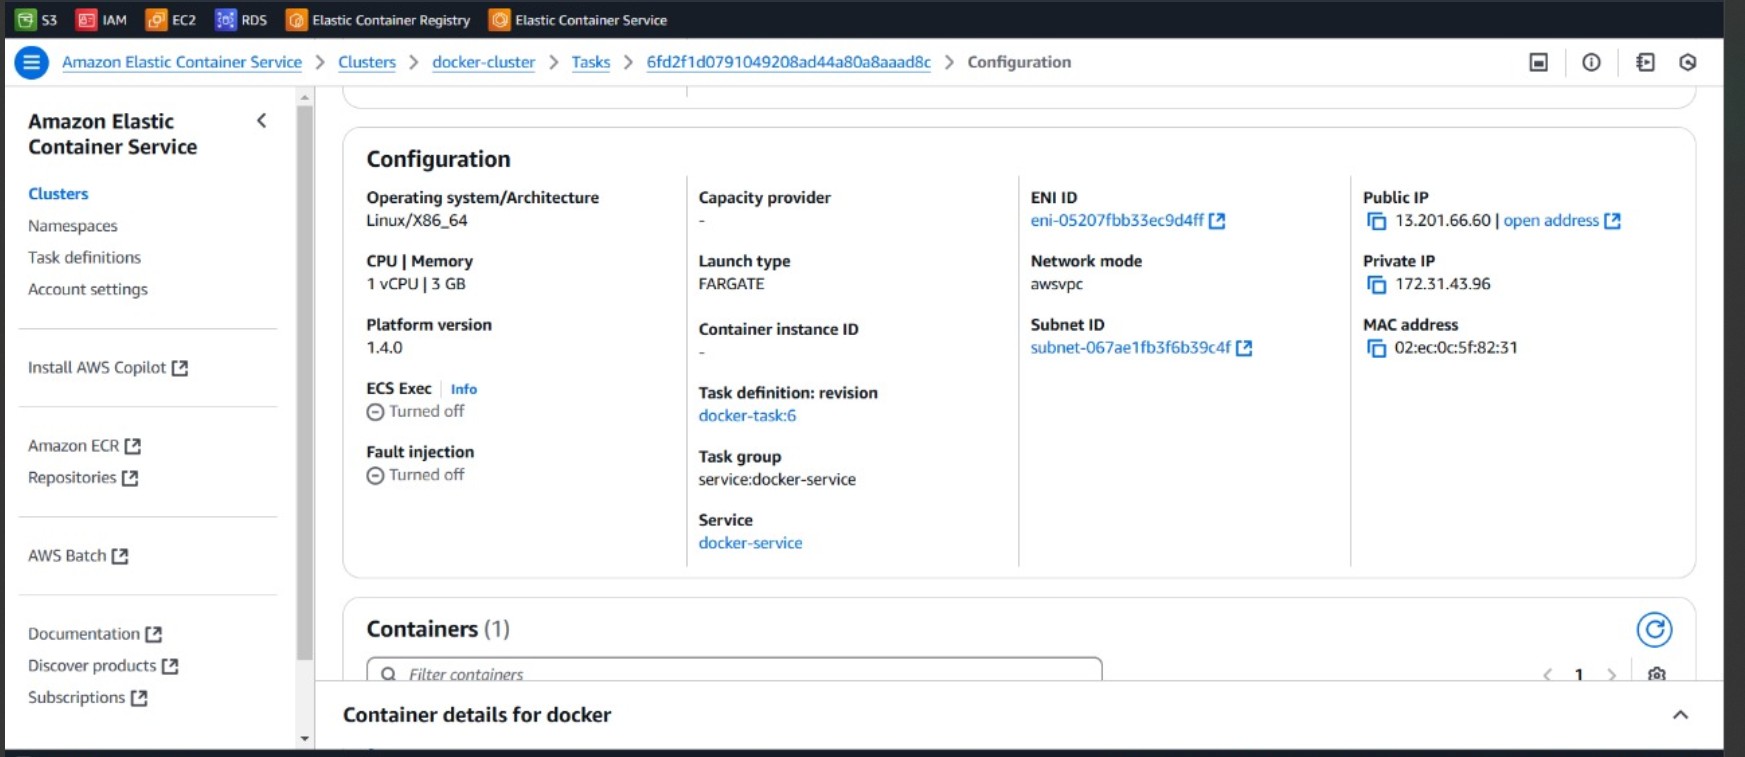 S3 IAM EC2 RDS Elastic Container Registry Elastic Container Service
Amazon Elastic Container Service > Clusters > docker-cluster > Tasks > 6fd2f1d0791049208ad44a80a8aaad8c > Configuration
Amazon Elastic
Container Service
Clusters
Namespaces
Task definitions
Account settings
Install AWS Copilot
Amazon ECR
Repositories
AWS Batch
Documentation
Discover products
Subscriptions
Configuration
Operating system/Architecture
Linux/X86_64
CPU | Memory
1 vCPU | 3 GB
Platform version
1.4.0
ECS Exec Info
Turned off
Fault injection
Turned off
Capacity provider
-
Launch type
FARGATE
Container instance ID
-
Task definition: revision
docker-task:6
Task group
service:docker-service
Service
docker-service
ENI ID
eni-05207fbb33ec9d4ff
Network mode
awsvpc
Subnet ID
subnet-067ae1fb3f6b39c4f
Public IP
13.201.66.60 | open address
Private IP
172.31.43.96
MAC address
02:ec:0c:5f:82:31
Containers (1)
Filter containers
1
Container details for docker